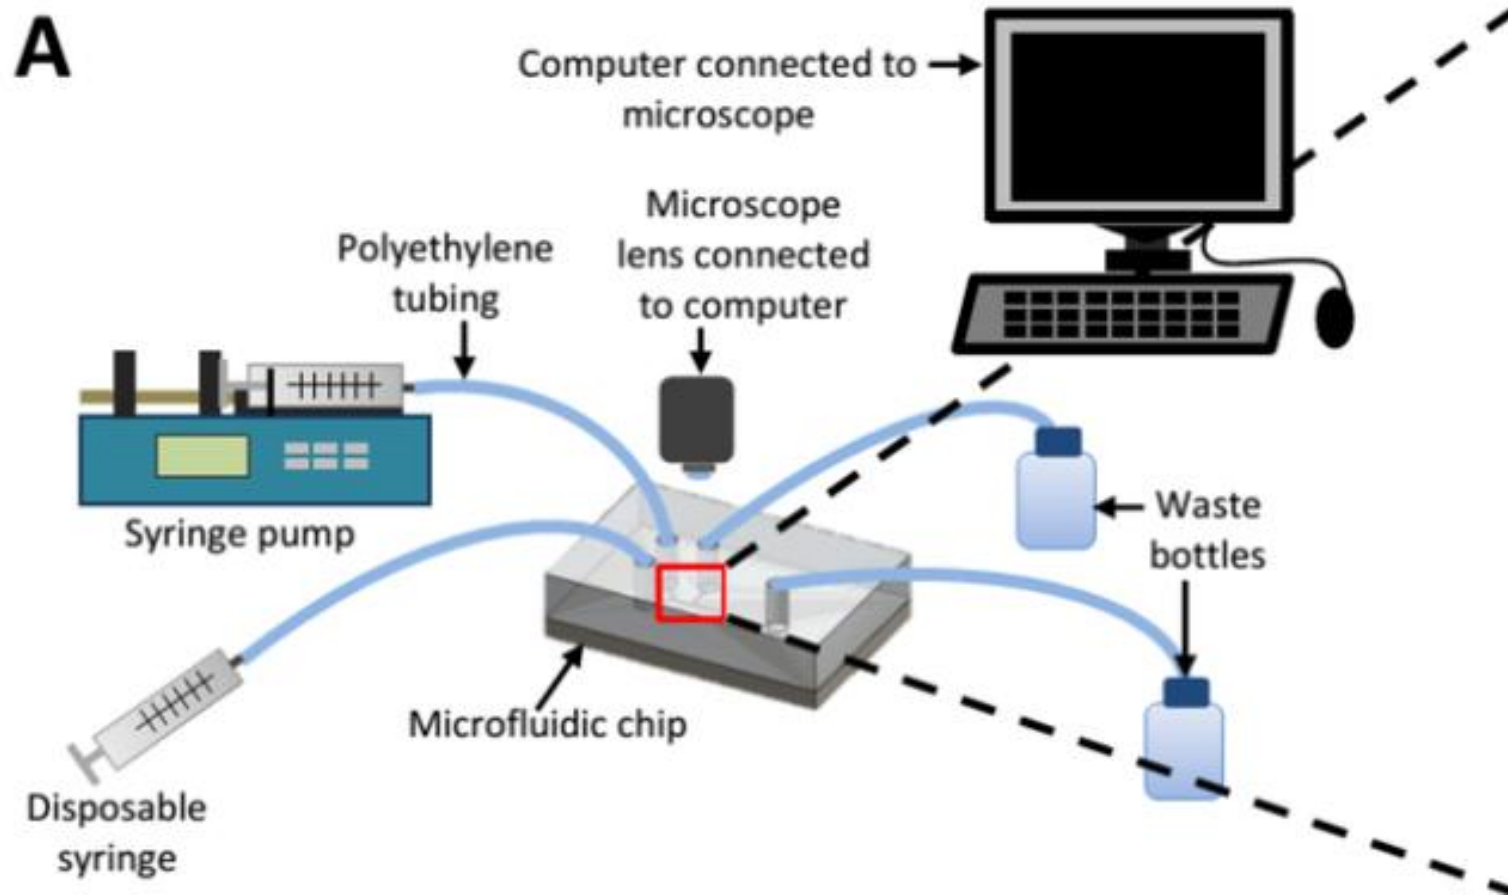 A
Computer connected to
microscope
Microscope
lens connected
to computer
Polyethylene
tubing
Syringe pump
Waste
bottles
Microfluidic chip
Disposable
syringe